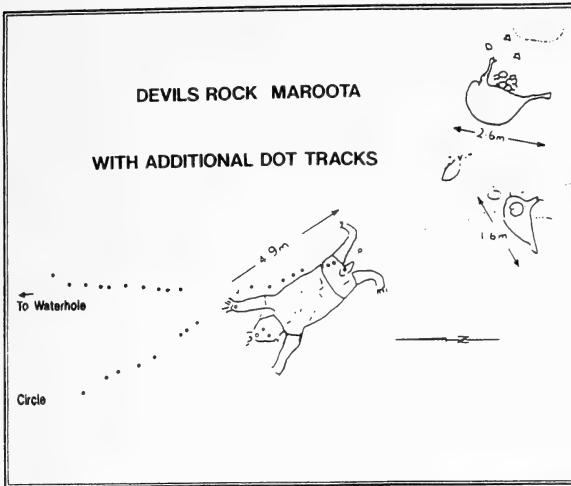 DEVILS ROCK MAROOTA
2.6m
WITH ADDITIONAL DOT TRACKS
1.6m
4.9m
To Waterhole
Z
Circle